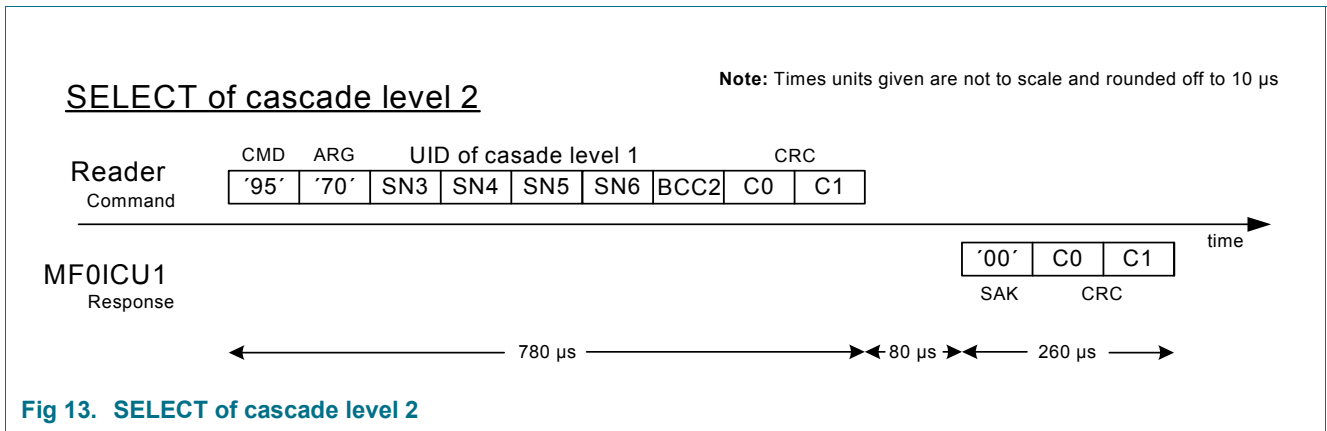 Note: Times units given are not to scale and rounded off to 10 µs
SELECT of cascade level 2
CMD ARG UID of casade level 1 CRC
Reader
Command
´95´ ´70´ SN3 SN4 SN5 SN6 BCC2 C0 C1
time
MF0ICU1
Response
´00´ C0 C1
SAK CRC
780 µs 80 µs 260 µs
Fig 13. SELECT of cascade level 2